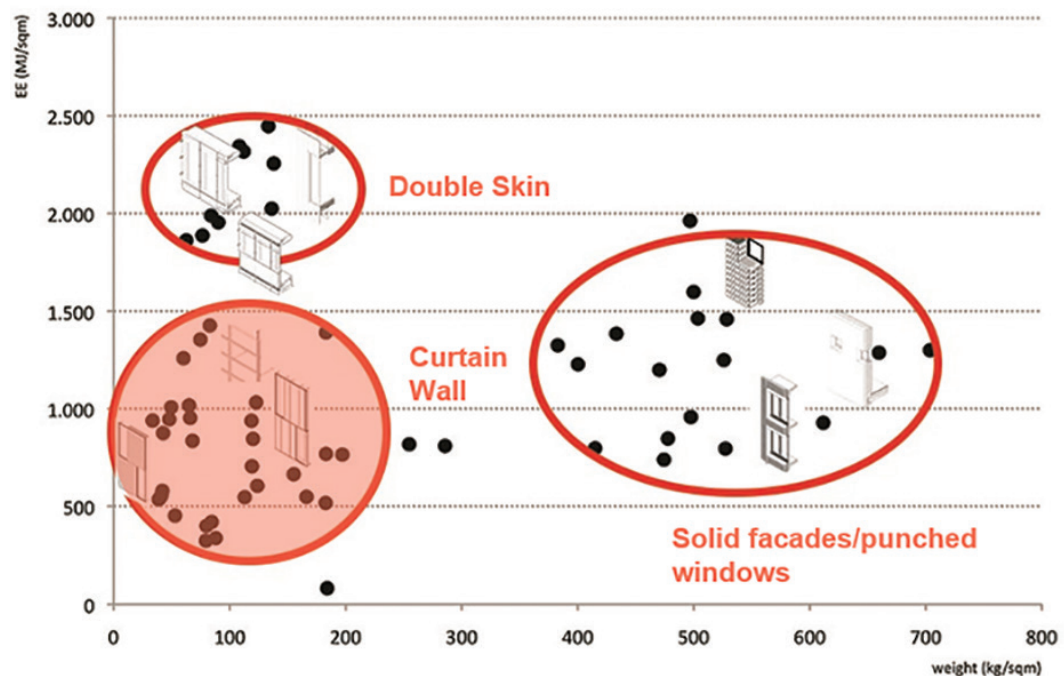 EE (MJ/sqm)
3.000
2.500
2.000
1.500
1.000
500
0
Double Skin
Curtain
Wall
Solid facades/punched
windows
0 100 200 300 400 500 600 700 800
weight (kg/sqm)